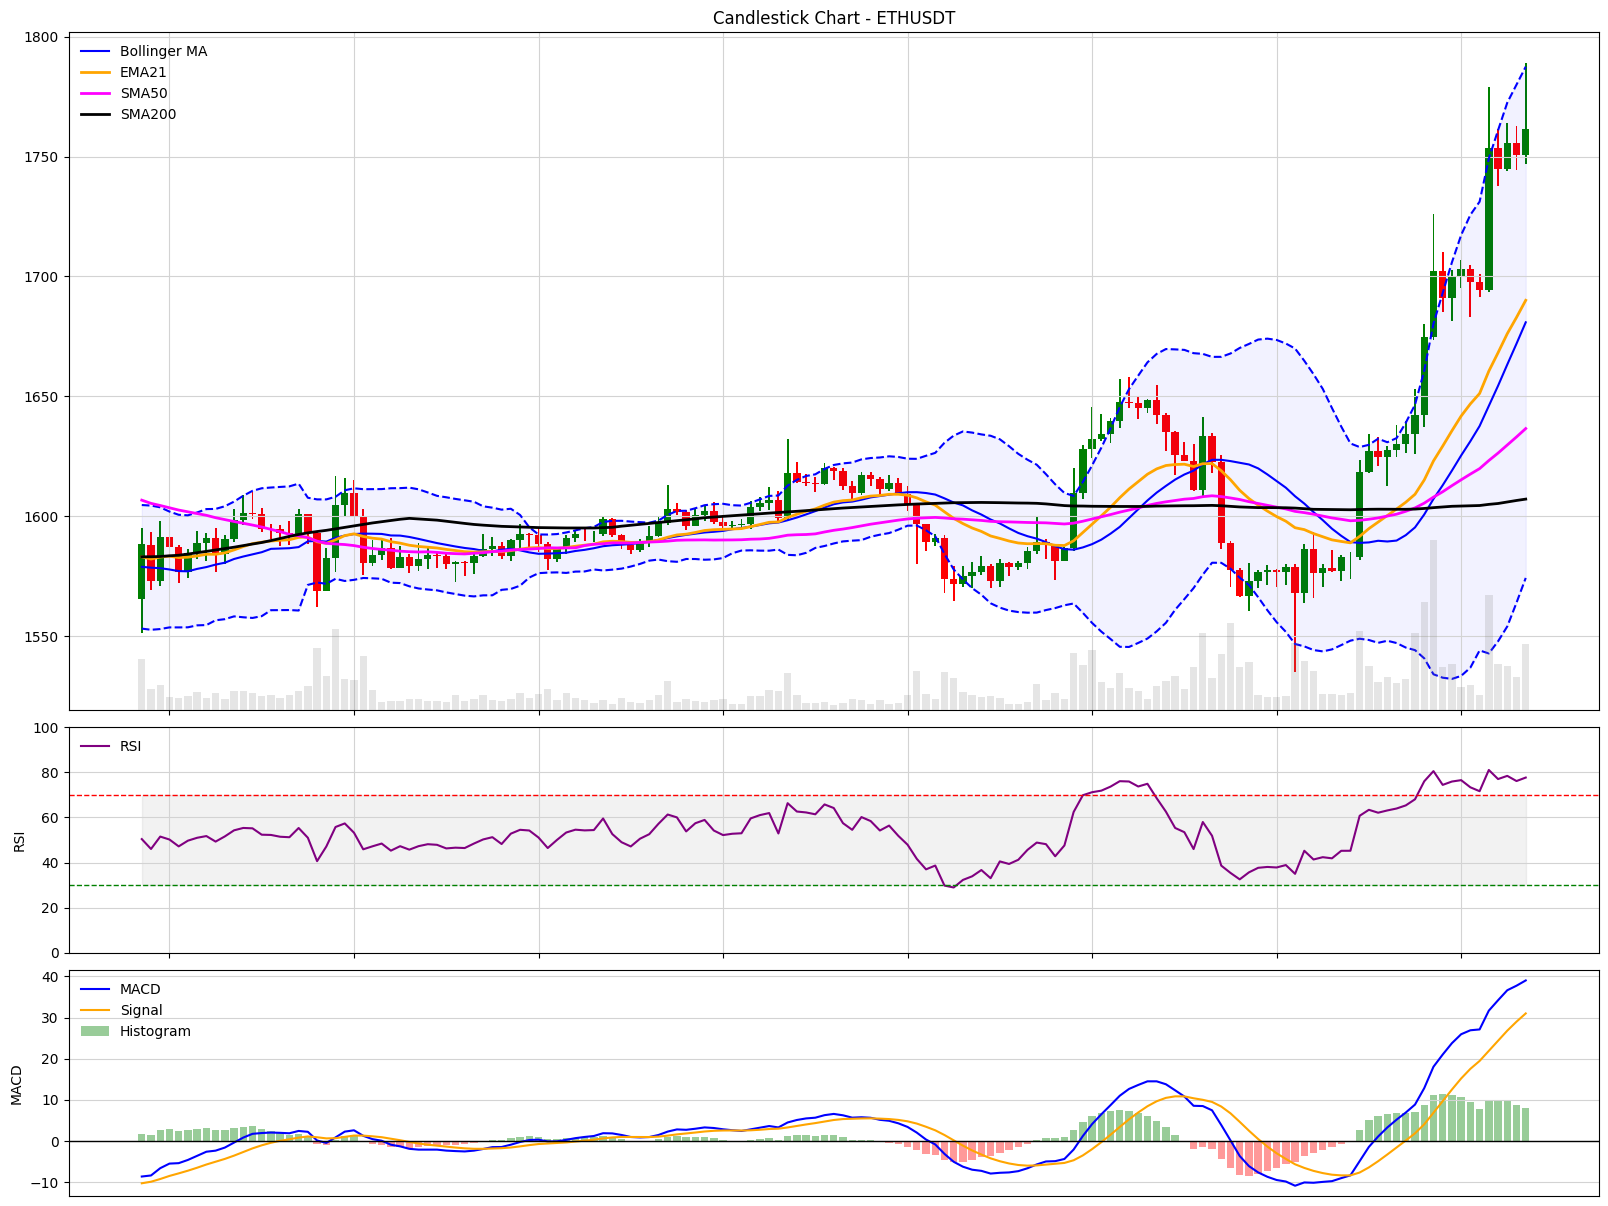 Candlestick Chart - ETHUSDT
1800
1750
1700
1650
1600
1550
Bollinger MA
EMA21
SMA50
SMA200
100
80
60
40
20
0
RSI
RSI
40
30
20
10
0
−10
MACD
MACD
Signal
Histogram